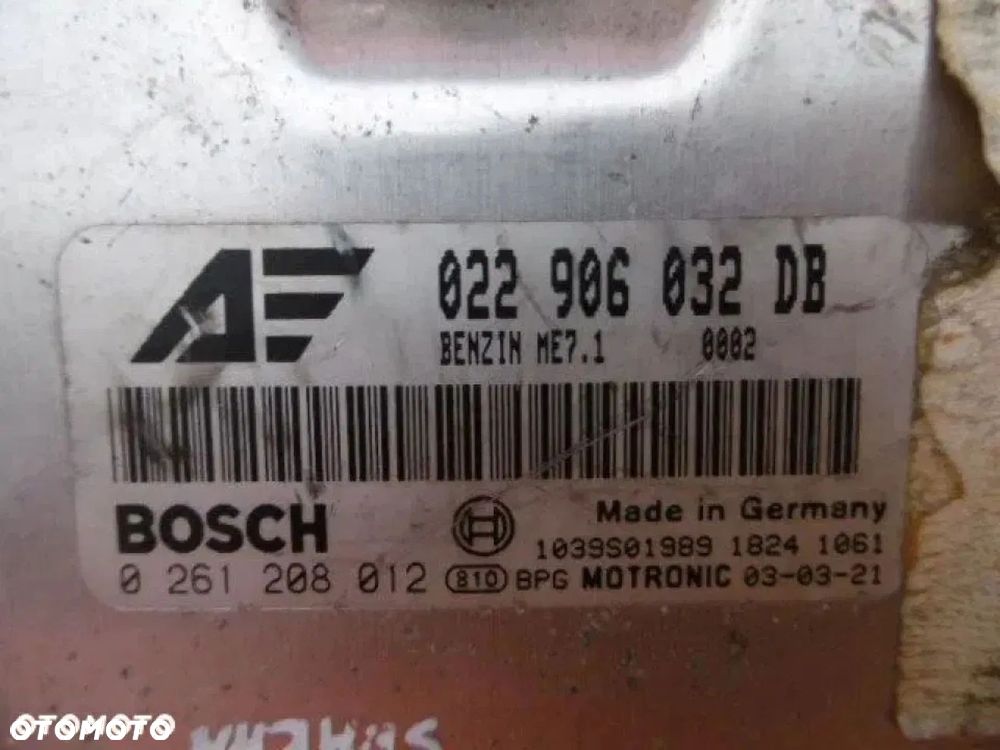 AE 022 906 032 DB
BENZIN ME7.1 0002
BOSCH Made in Germany
1039S01989 1824 1061
0 261 208 012 810 BPG MOTRONIC 03-03-21
OTOMOTO